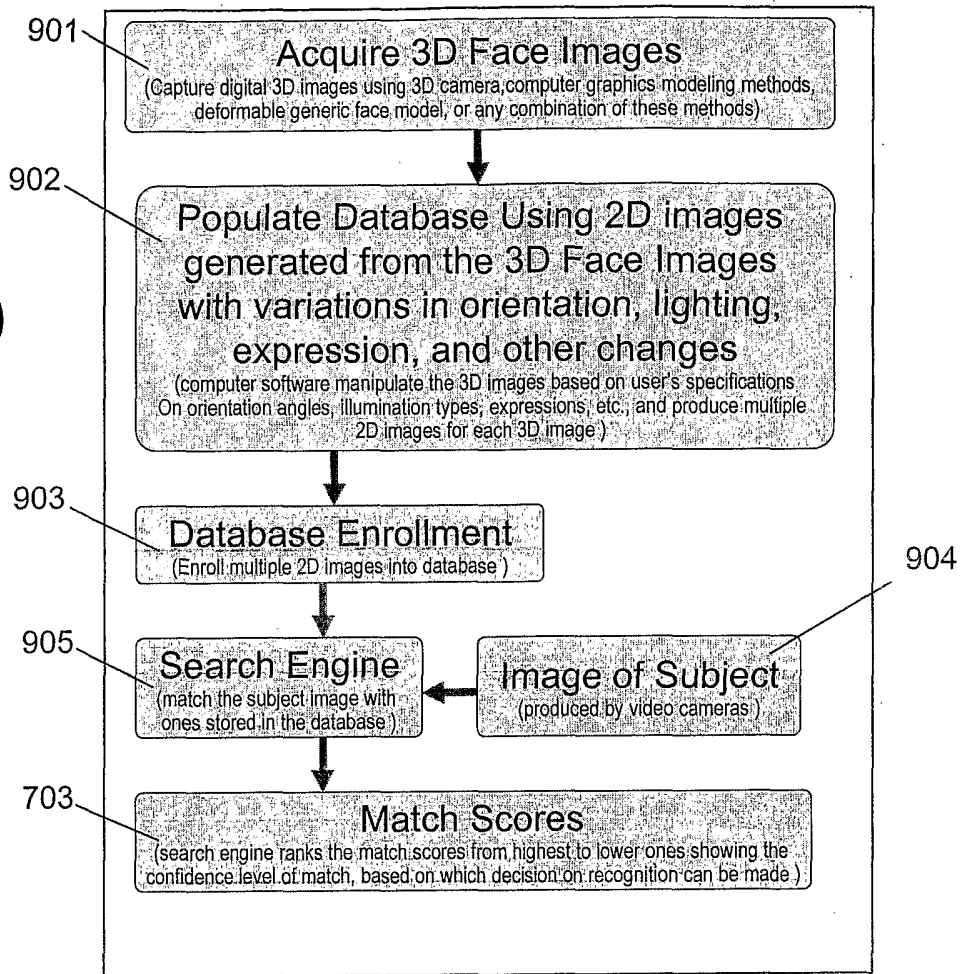 901
Acquire 3D Face Images
(Capture digital 3D images using 3D camera,computer graphics modeling methods,
deformable generic face model, or any combination of these methods)
902
Populate Database Using 2D images
generated from the 3D Face Images
with variations in orientation, lighting,
expression, and other changes
(computer software manipulate the 3D images based on user's specifications
On orientation angles, illumination types, expressions, etc., and produce multiple
2D images for each 3D image )
903
Database Enrollment
(Enroll multiple 2D images into database )
904
905
Search Engine
(match the subject image with
ones stored in the database )
Image of Subject
(produced by video cameras )
703
Match Scores
(search engine ranks the match scores from highest to lower ones showing the
confidence level of match, based on which decision on recognition can be made )